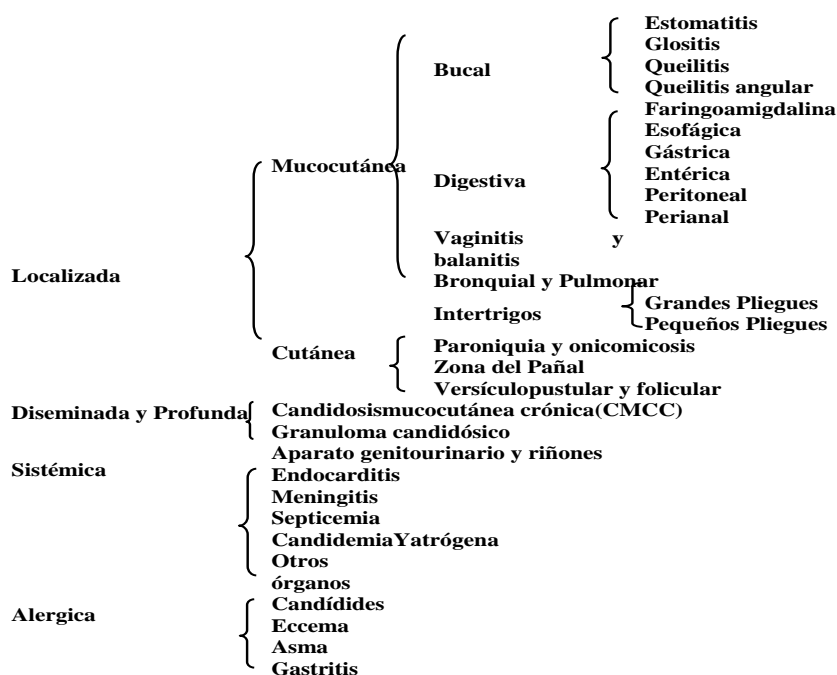 Estomatitis
Glositis
Bucal
Queilitis
Queilitis angular
Faringoamigdalina
Esofágica
Mucocutánea
Gástrica
Digestiva
Entérica
Peritoneal
Perianal
Vaginitis y
balanitis
Localizada
Bronquial y Pulmonar
Intertrigos
Grandes Pliegues
Pequeños Pliegues
Cutánea
Paroniquia y onicomicosis
Zona del Pañal
Versículopustular y folicular
Diseminada y Profunda
Candidosismucocutánea crónica(CMCC)
Granuloma candidósico
Aparato genitourinario y riñones
Sistémica
Endocarditis
Meningitis
Septicemia
CandidemiaYatrógena
Otros
órganos
Alergica
Candídides
Eccema
Asma
Gastritis